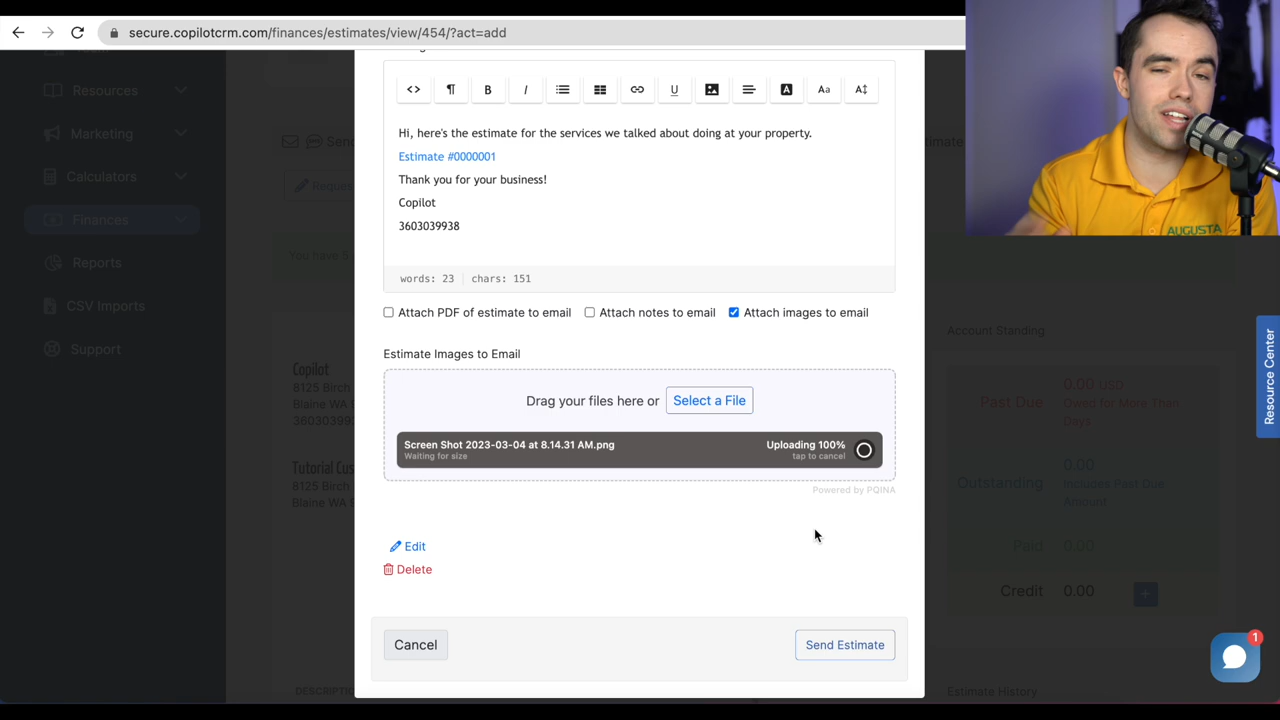 secure.copilotcrm.com/finances/estimates/view/454/?act=add
Resources
Marketing
Calculators
Finances
Reports
CSV Imports
Support
Hi, here's the estimate for the services we talked about doing at your property.
Estimate #0000001
Thank you for your business!
Copilot
3603039938
words: 23 chars: 151
Attach PDF of estimate to email Attach notes to email Attach images to email
Estimate Images to Email
Drag your files here or Select a File
Screen Shot 2023-03-04 at 8.14.31 AM.png
Waiting for size
Uploading 100%
tap to cancel
Powered by PQINA
Edit
Delete
Cancel
Send Estimate
You have 5
Copilot
8125 Birch
Blaine WA
360303993
8125 Birch
Blaine WA
DESCRIPTI
Account Standing
Past Due
0.00 USD
Owed for More Than
Days
Outstanding
0.00
Includes Past Due
Amount
Paid 0.00
Credit 0.00
+
Estimate History
Resource Center
1
AUGUSTA